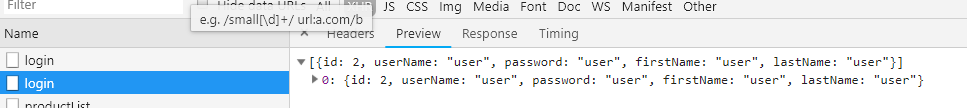 Filter
Hide data URLs All XHR JS CSS Img Media Font Doc WS Manifest Other
e.g. /small[\d]+/ url:a.com/b
Name
Headers Preview Response Timing
login
[{id: 2, userName: "user", password: "user", firstName: "user", lastName: "user"}]
login
0: {id: 2, userName: "user", password: "user", firstName: "user", lastName: "user"}
productList